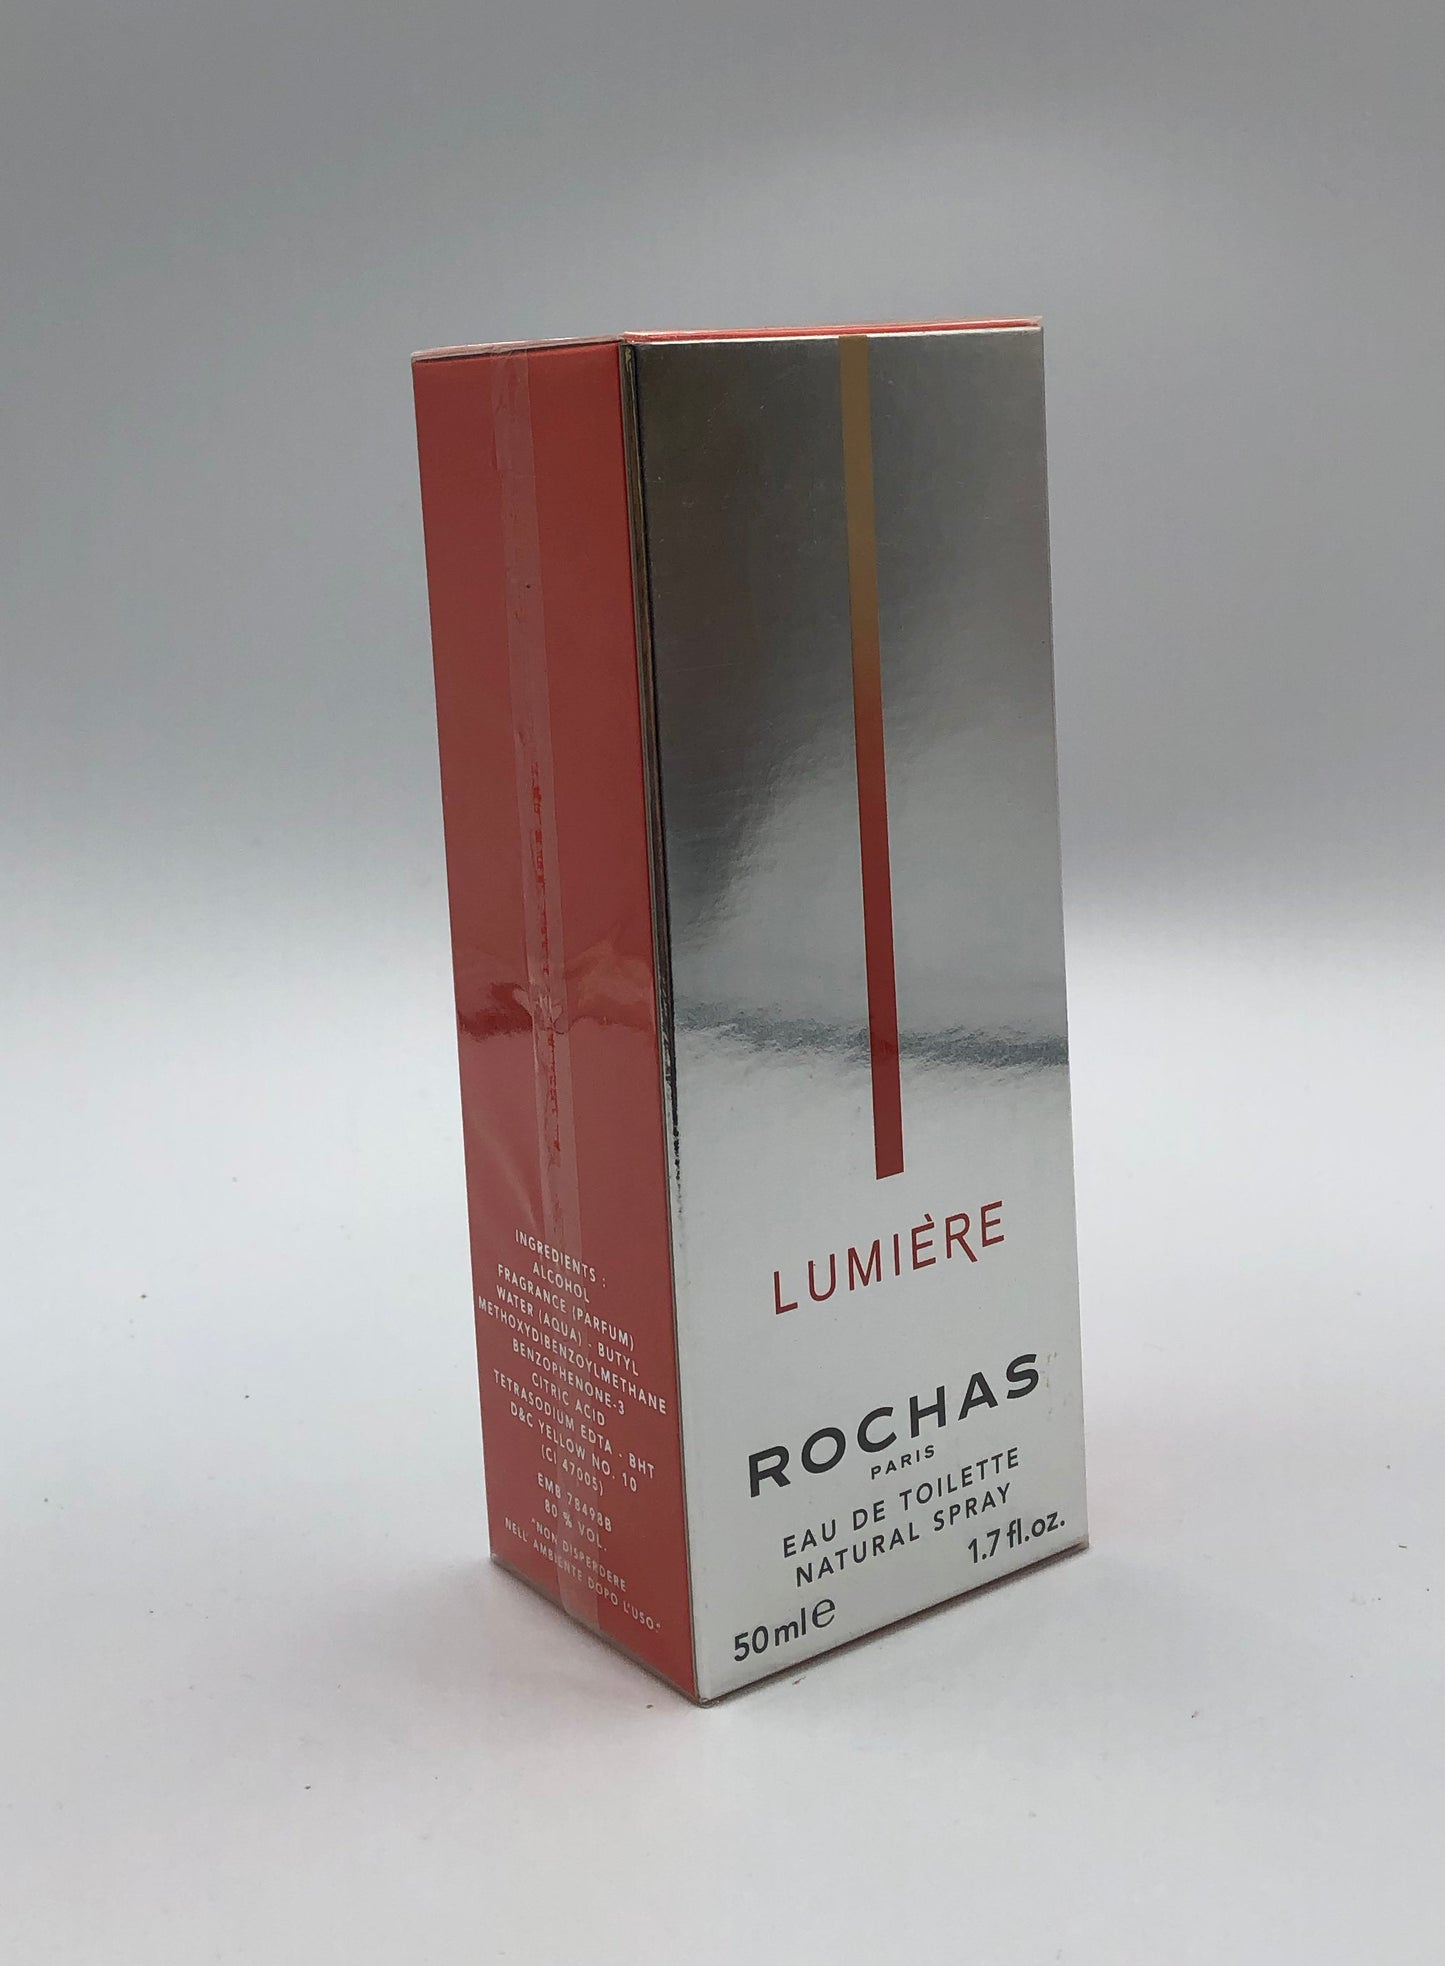 INGREDIENTS :
ALCOHOL
FRAGRANCE (PARFUM)
WATER (AQUA) - BUTYL
METHOXYDIBENZOYLMETHANE
BENZOPHENONE-3
CITRIC ACID
TETRASODIUM EDTA - BHT
D&C YELLOW NO. 10
(CI 47005)
EMB 78498B
80 % VOL.
"NON DISPERDERE
NELL AMBIENTE DOPO L'USO"
LUMIÈRE
ROCHAS
PARIS
EAU DE TOILETTE
NATURAL SPRAY
50 ml e 1.7 fl.oz.